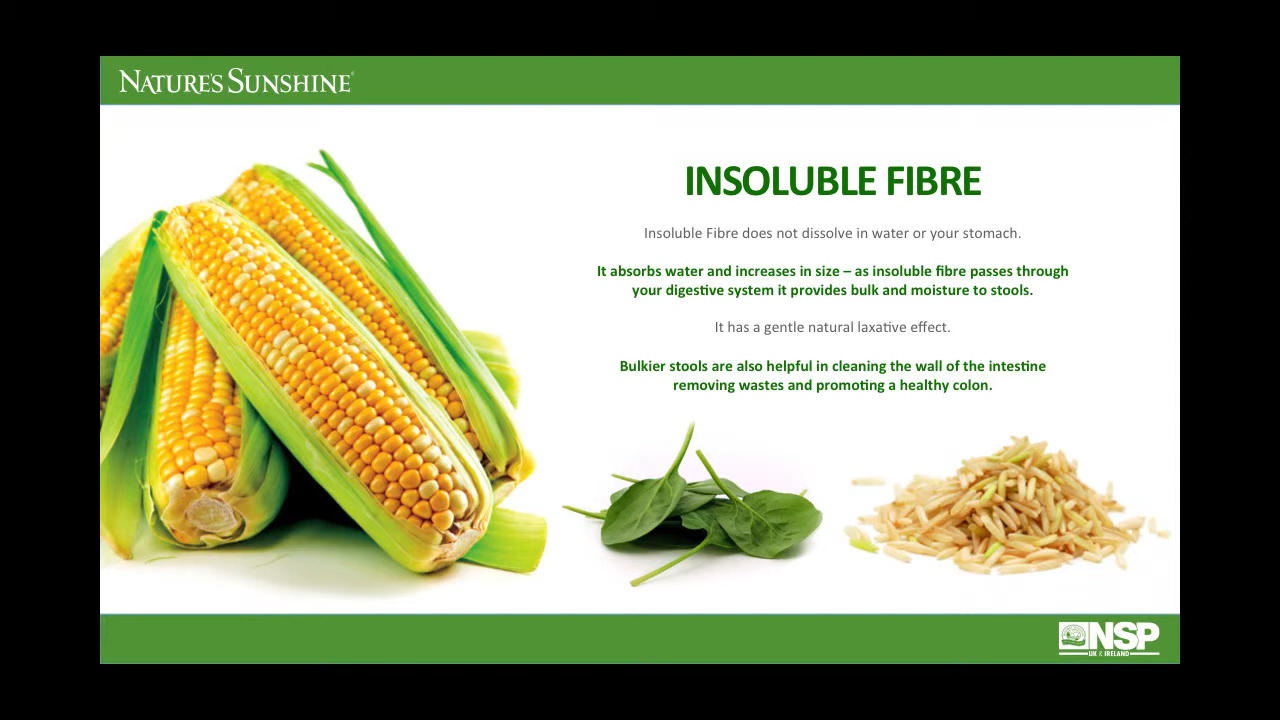 NATURE'S SUNSHINE®
INSOLUBLE FIBRE
Insoluble Fibre does not dissolve in water or your stomach.
It absorbs water and increases in size – as insoluble fibre passes through
your digestive system it provides bulk and moisture to stools.
It has a gentle natural laxative effect.
Bulkier stools are also helpful in cleaning the wall of the intestine
removing wastes and promoting a healthy colon.
NSP
UK & IRELAND